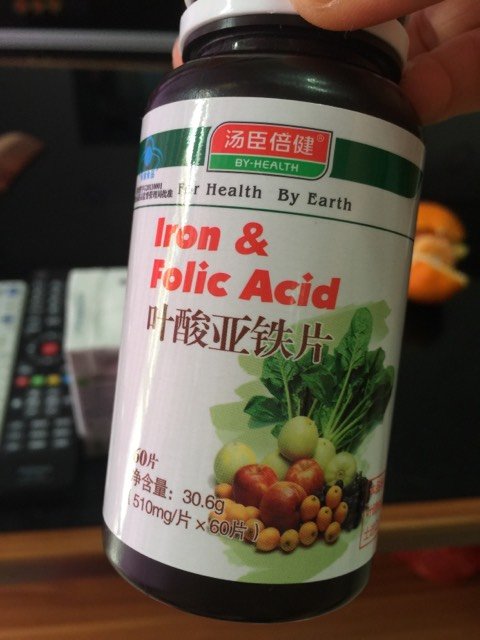 汤臣倍健®
BY-HEALTH
For Health By Earth
Iron &
Folic Acid
叶酸亚铁片
60片
净含量：30.6g
(510mg/片×60片)